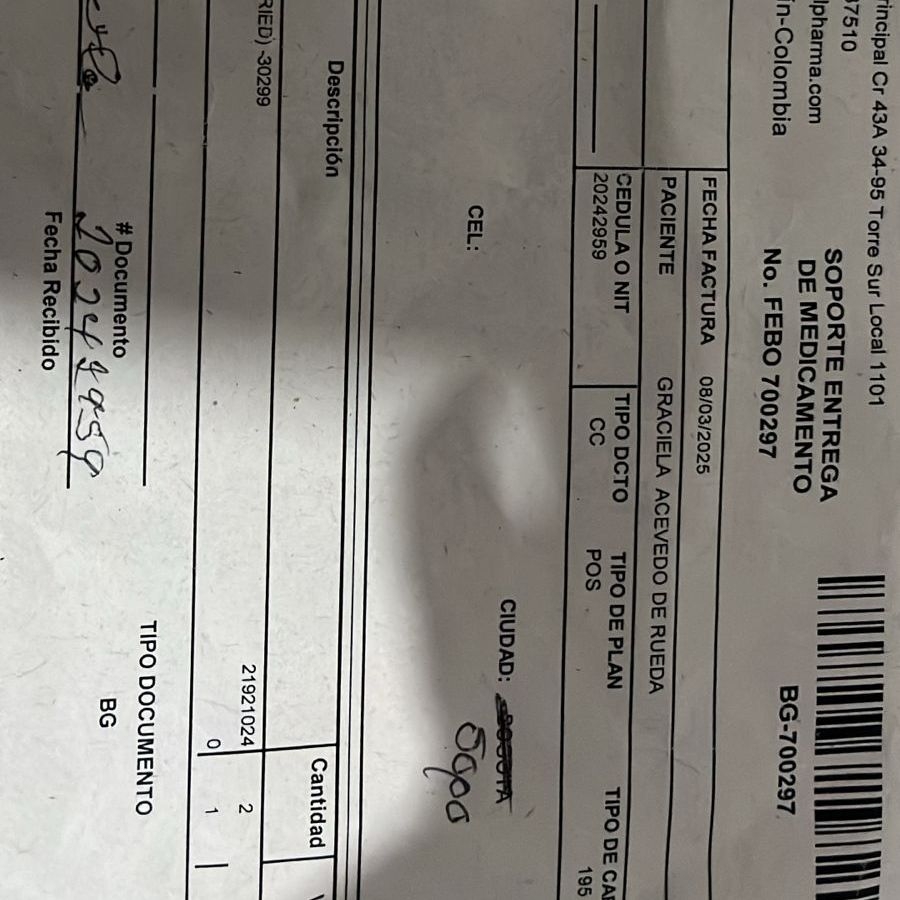 rincipal Cr 43A 34-95 Torre Sur Local 1101
37510
lpharma.com
in-Colombia
SOPORTE ENTREGA
DE MEDICAMENTO
No. FEBO 700297
BG-700297
FECHA FACTURA 08/03/2025
PACIENTE GRACIELA ACEVEDO DE RUEDA
CEDULA O NIT TIPO DCTO TIPO DE PLAN TIPO DE CA
20242959 CC POS 195
CEL: CIUDAD:
Descripción Cantidad
RIED) -30299 21921024 2
0 1
# Documento TIPO DOCUMENTO
BG
Fecha Recibido